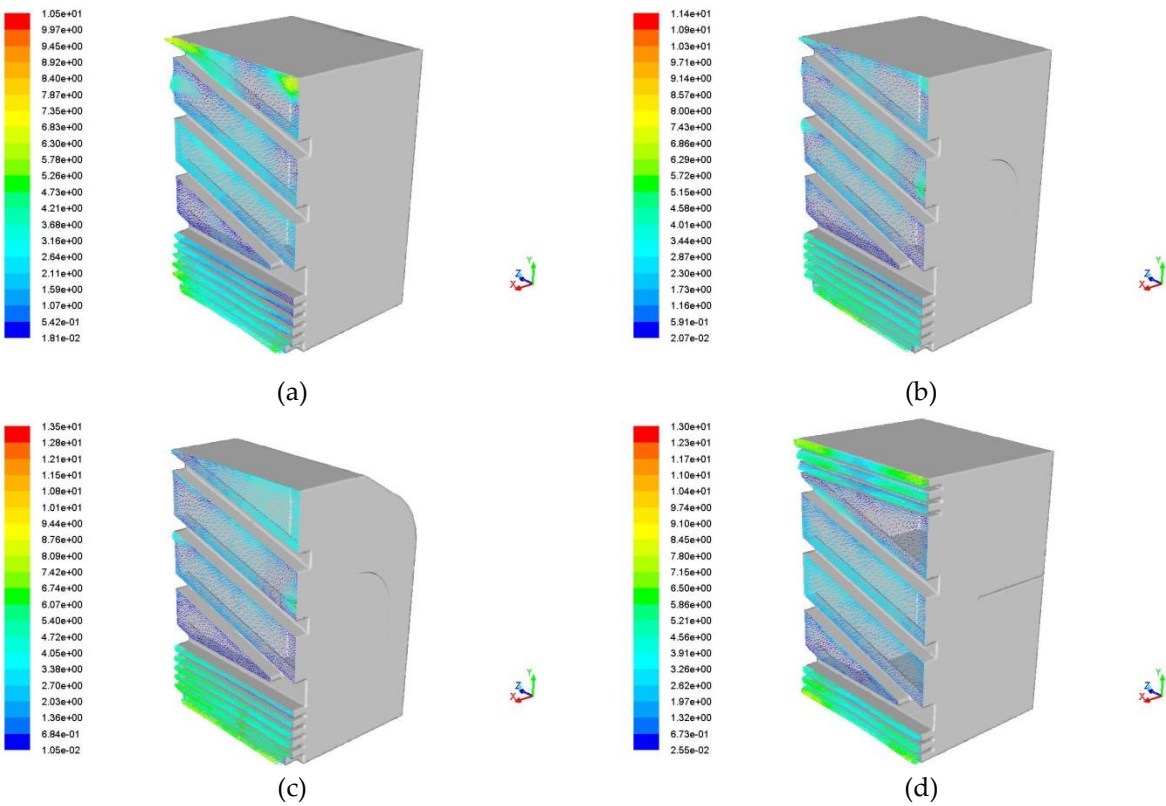 1.05e+01
9.97e+00
9.45e+00
8.92e+00
8.40e+00
7.87e+00
7.35e+00
6.83e+00
6.30e+00
5.78e+00
5.26e+00
4.73e+00
4.21e+00
3.68e+00
3.16e+00
2.64e+00
2.11e+00
1.59e+00
1.07e+00
5.42e-01
1.81e-02
Y
Z
X
(a)
1.14e+01
1.09e+01
1.03e+01
9.71e+00
9.14e+00
8.57e+00
8.00e+00
7.43e+00
6.86e+00
6.29e+00
5.72e+00
5.15e+00
4.58e+00
4.01e+00
3.44e+00
2.87e+00
2.30e+00
1.73e+00
1.16e+00
5.91e-01
2.07e-02
Y
Z
X
(b)
1.35e+01
1.28e+01
1.21e+01
1.15e+01
1.08e+01
1.01e+01
9.44e+00
8.76e+00
8.09e+00
7.42e+00
6.74e+00
6.07e+00
5.40e+00
4.72e+00
4.05e+00
3.38e+00
2.70e+00
2.03e+00
1.36e+00
6.84e-01
1.05e-02
Y
Z
X
(c)
1.30e+01
1.23e+01
1.17e+01
1.10e+01
1.04e+01
9.74e+00
9.10e+00
8.45e+00
7.80e+00
7.15e+00
6.50e+00
5.86e+00
5.21e+00
4.56e+00
3.91e+00
3.26e+00
2.62e+00
1.97e+00
1.32e+00
6.73e-01
2.55e-02
Y
Z
X
(d)